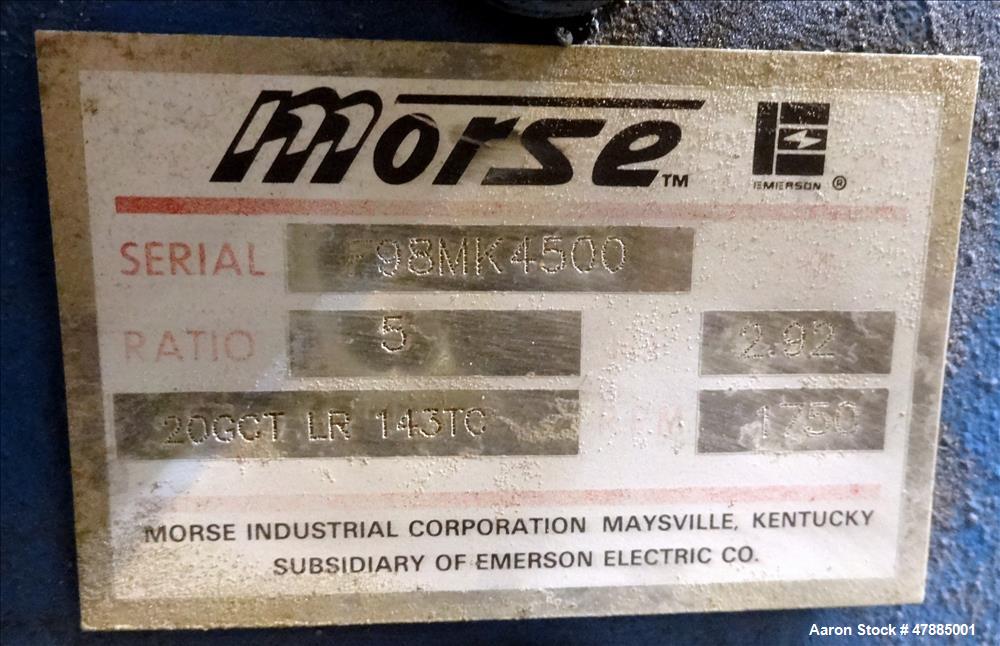 morse™
EMERSON ®
SERIAL F98MK4500
RATIO 5 2.92
20GCT LR 143TC RPM 1750
MORSE INDUSTRIAL CORPORATION MAYSVILLE, KENTUCKY
SUBSIDIARY OF EMERSON ELECTRIC CO.
Aaron Stock # 47885001